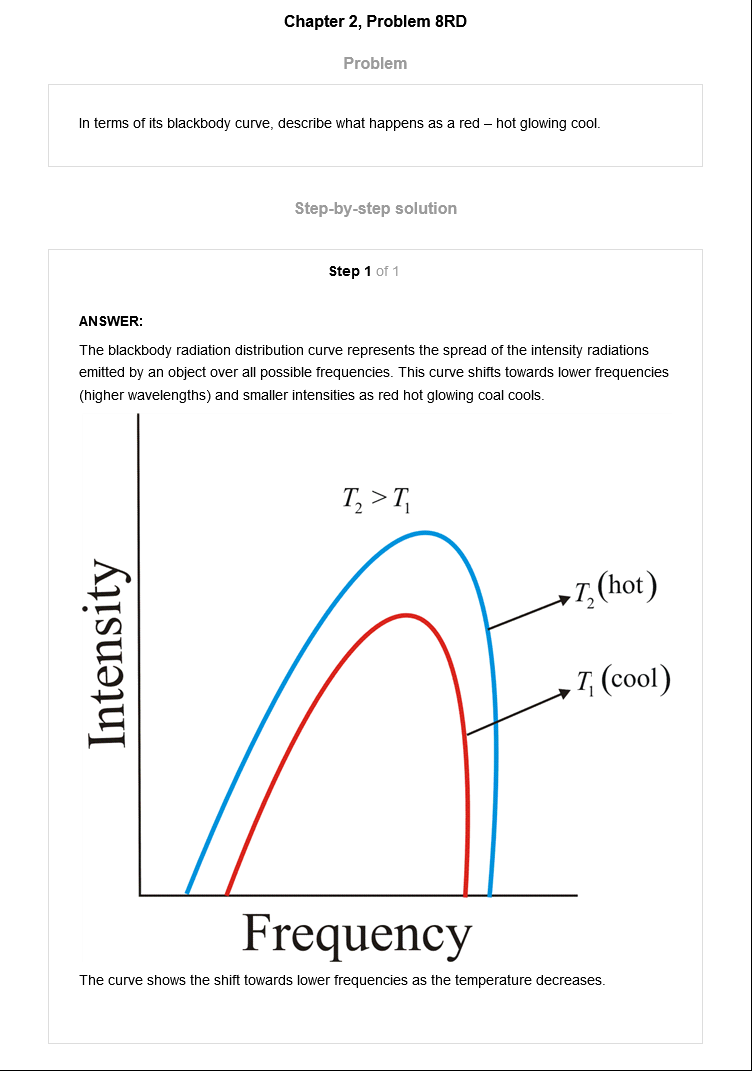 Chapter 2, Problem 8RD
Problem
In terms of its blackbody curve, describe what happens as a red – hot glowing cool.
Step-by-step solution
Step 1 of 1
ANSWER:
The blackbody radiation distribution curve represents the spread of the intensity radiations
emitted by an object over all possible frequencies. This curve shifts towards lower frequencies
(higher wavelengths) and smaller intensities as red hot glowing coal cools.
T₂ > T₁
T₂ (hot)
T₁ (cool)
Intensity
Frequency
The curve shows the shift towards lower frequencies as the temperature decreases.